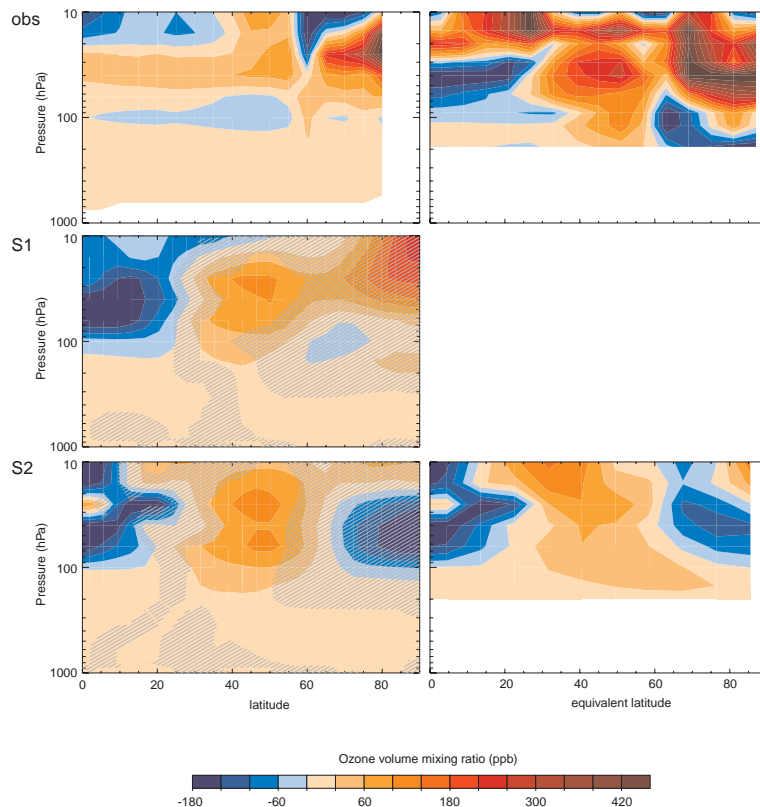 obs
10
100
1000
Pressure (hPa)
S1
10
100
1000
Pressure (hPa)
S2
10
100
1000
Pressure (hPa)
0 20 40 60 80
latitude
0 20 40 60 80
equivalent latitude
Ozone volume mixing ratio (ppb)
-180 -60 60 180 300 420